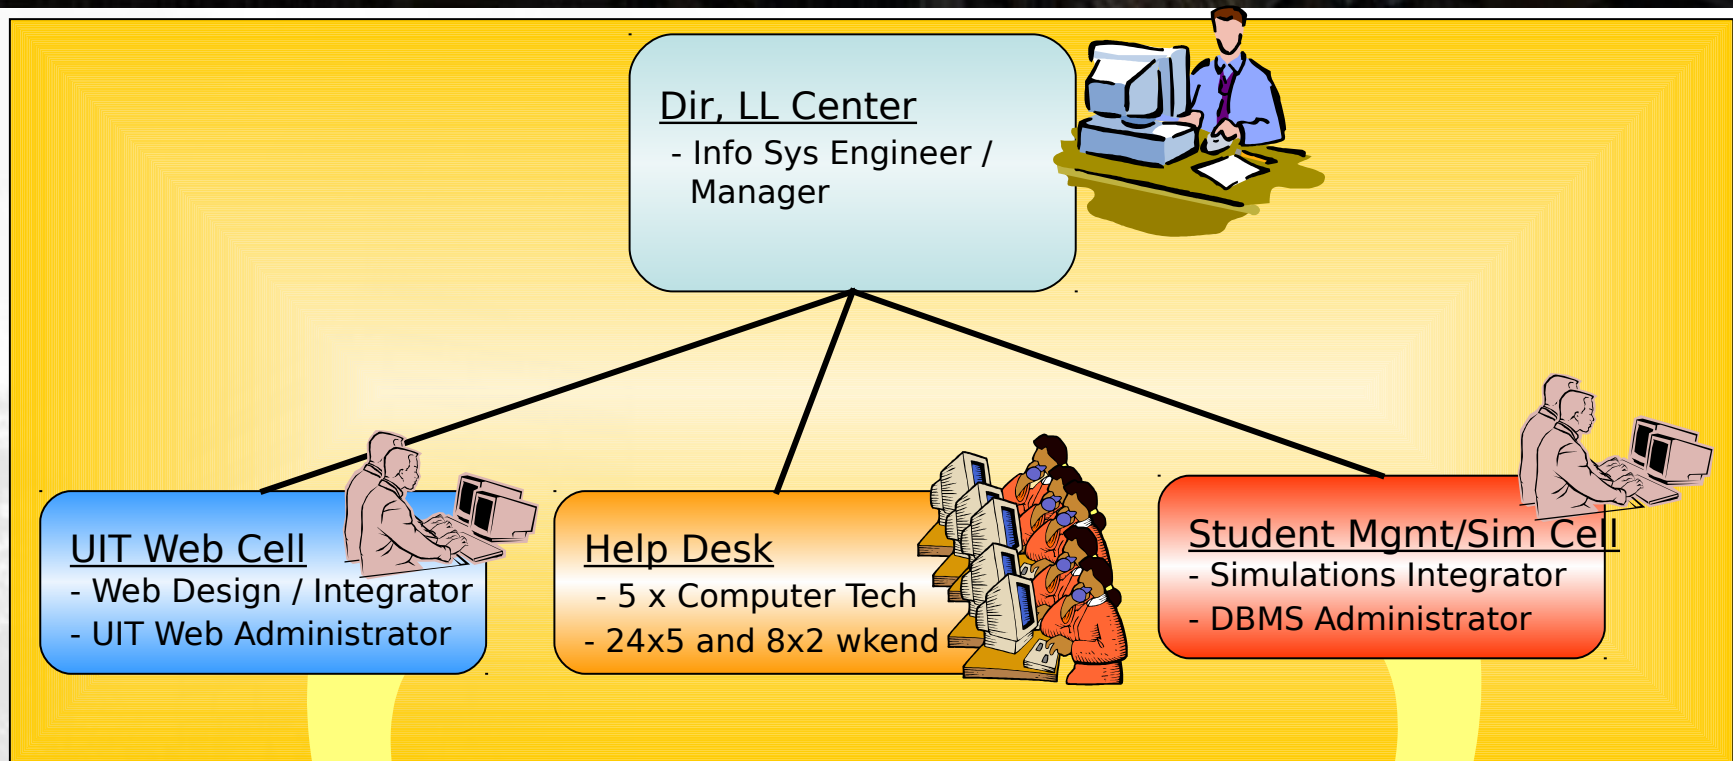 Dir, LL Center
- Info Sys Engineer /
Manager
UIT Web Cell
- Web Design / Integrator
- UIT Web Administrator
Help Desk
- 5 x Computer Tech
- 24x5 and 8x2 wkend
Student Mgmt/Sim Cell
- Simulations Integrator
- DBMS Administrator